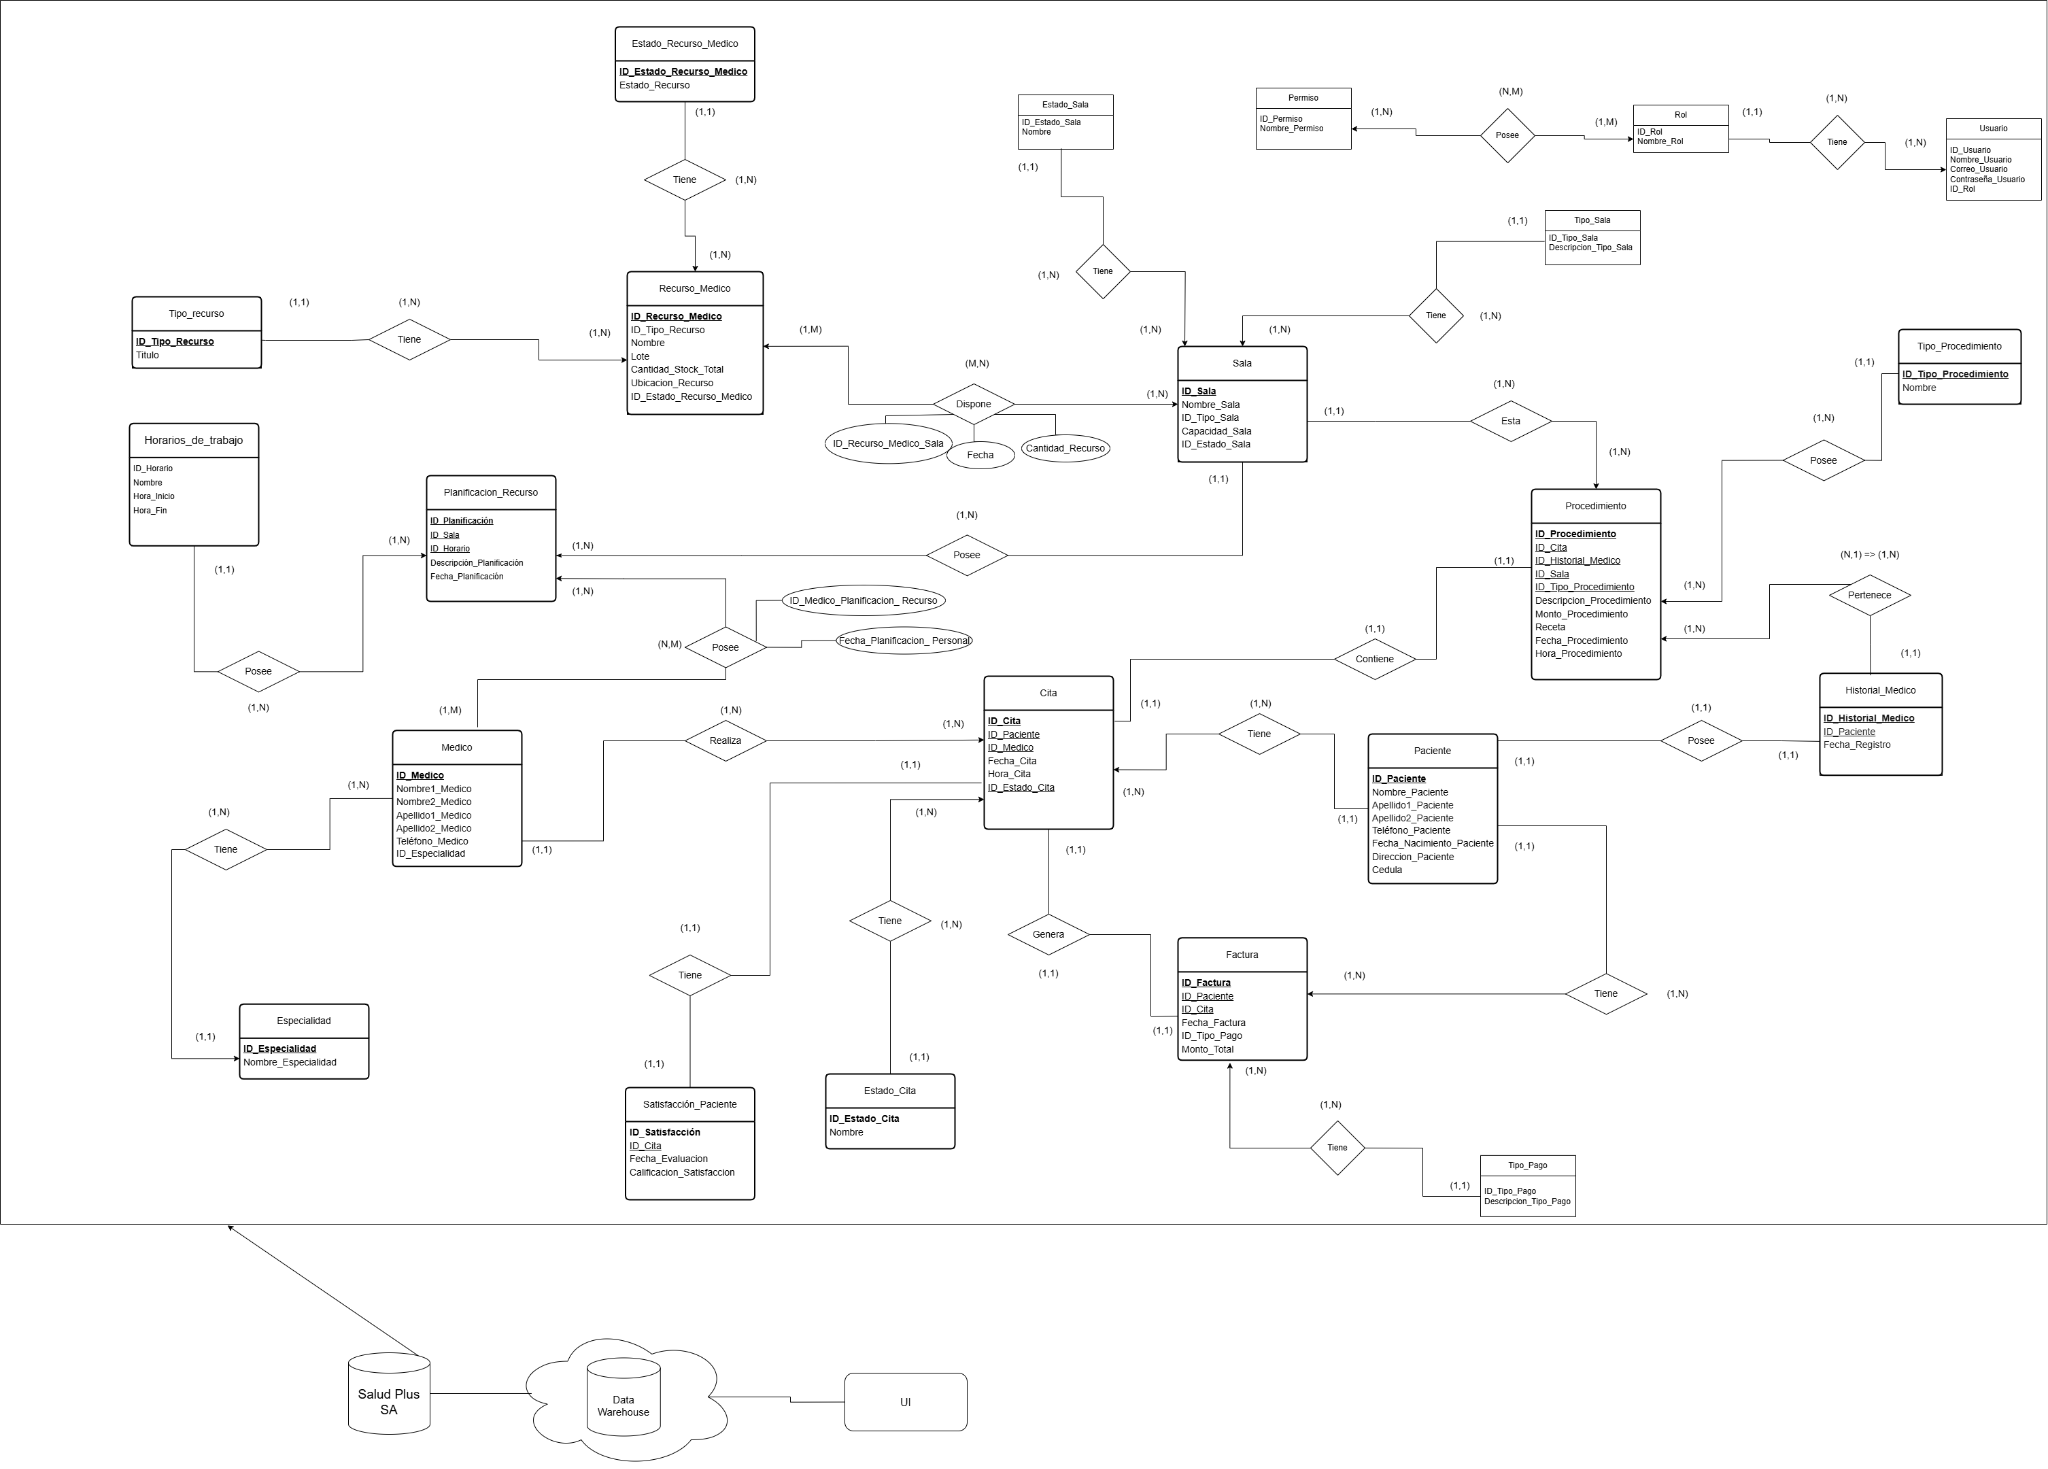 Estado_Recurso_Medico
ID_Estado_Recurso_Medico
Estado_Recurso
(1,1)
Tiene
(1,N)
(1,N)
Estado_Sala
ID_Estado_Sala
Nombre
(1,1)
Tiene
(1,N)
(1,N)
Permiso
ID_Permiso
Nombre_Permiso
(1,N)
(N,M)
Posee
(1,M)
Rol
ID_Rol
Nombre_Rol
(1,1)
(1,N)
Tiene
(1,N)
Usuario
ID_Usuario
Nombre_Usuario
Correo_Usuario
Contraseña_Usuario
ID_Rol
Tipo_Sala
ID_Tipo_Sala
Descripcion_Tipo_Sala
(1,1)
Tiene
(1,N)
(1,N)
Tipo_recurso
ID_Tipo_Recurso
Titulo
(1,1)
(1,N)
Tiene
(1,N)
Recurso_Medico
ID_Recurso_Medico
ID_Tipo_Recurso
Nombre
Lote
Cantidad_Stock_Total
Ubicacion_Recurso
ID_Estado_Recurso_Medico
(1,M)
(M,N)
Dispone
(1,N)
ID_Recurso_Medico_Sala
Fecha
Cantidad_Recurso
Sala
ID_Sala
Nombre_Sala
ID_Tipo_Sala
Capacidad_Sala
ID_Estado_Sala
(1,1)
(1,N)
Esta
(1,N)
(1,1)
Tipo_Procedimiento
ID_Tipo_Procedimiento
Nombre
(1,1)
(1,N)
Posee
(1,N)
Horarios_de_trabajo
ID_Horario
Nombre
Hora_Inicio
Hora_Fin
(1,1)
Posee
(1,N)
(1,N)
Planificacion_Recurso
ID_Planificación
ID_Sala
ID_Horario
Descripción_Planificación
Fecha_Planificación
(1,N)
(1,N)
Posee
(1,N)
ID_Medico_Planificacion_ Recurso
Fecha_Planificacion_ Personal
(N,M)
Posee
(1,M)
Procedimiento
ID_Procedimiento
ID_Cita
ID_Historial_Medico
ID_Sala
ID_Tipo_Procedimiento
Descripcion_Procedimiento
Monto_Procedimiento
Receta
Fecha_Procedimiento
Hora_Procedimiento
(1,1)
(1,1)
Contiene
(1,1)
(N,1) => (1,N)
Pertenece
(1,N)
(1,1)
Historial_Medico
ID_Historial_Medico
ID_Paciente
Fecha_Registro
(1,1)
Posee
(1,1)
(1,1)
Medico
ID_Medico
Nombre1_Medico
Nombre2_Medico
Apellido1_Medico
Apellido2_Medico
Teléfono_Medico
ID_Especialidad
(1,1)
(1,N)
Realiza
(1,N)
Cita
ID_Cita
ID_Paciente
ID_Medico
Fecha_Cita
Hora_Cita
ID_Estado_Cita
(1,N)
Tiene
(1,N)
(1,1)
Paciente
ID_Paciente
Nombre_Paciente
Apellido1_Paciente
Apellido2_Paciente
Teléfono_Paciente
Fecha_Nacimiento_Paciente
Direccion_Paciente
Cedula
(1,1)
Tiene
(1,N)
(1,N)
(1,N)
(1,N)
Tiene
(1,1)
Especialidad
ID_Especialidad
Nombre_Especialidad
(1,1)
(1,1)
Tiene
(1,1)
Satisfacción_Paciente
ID_Satisfacción
ID_Cita
Fecha_Evaluacion
Calificacion_Satisfaccion
(1,N)
Tiene
(1,N)
(1,1)
Estado_Cita
ID_Estado_Cita
Nombre
(1,1)
Genera
(1,1)
(1,1)
Factura
ID_Factura
ID_Paciente
ID_Cita
Fecha_Factura
ID_Tipo_Pago
Monto_Total
(1,N)
(1,N)
Tiene
(1,1)
Tipo_Pago
ID_Tipo_Pago
Descripcion_Tipo_Pago
Salud Plus
SA
Data
Warehouse
UI